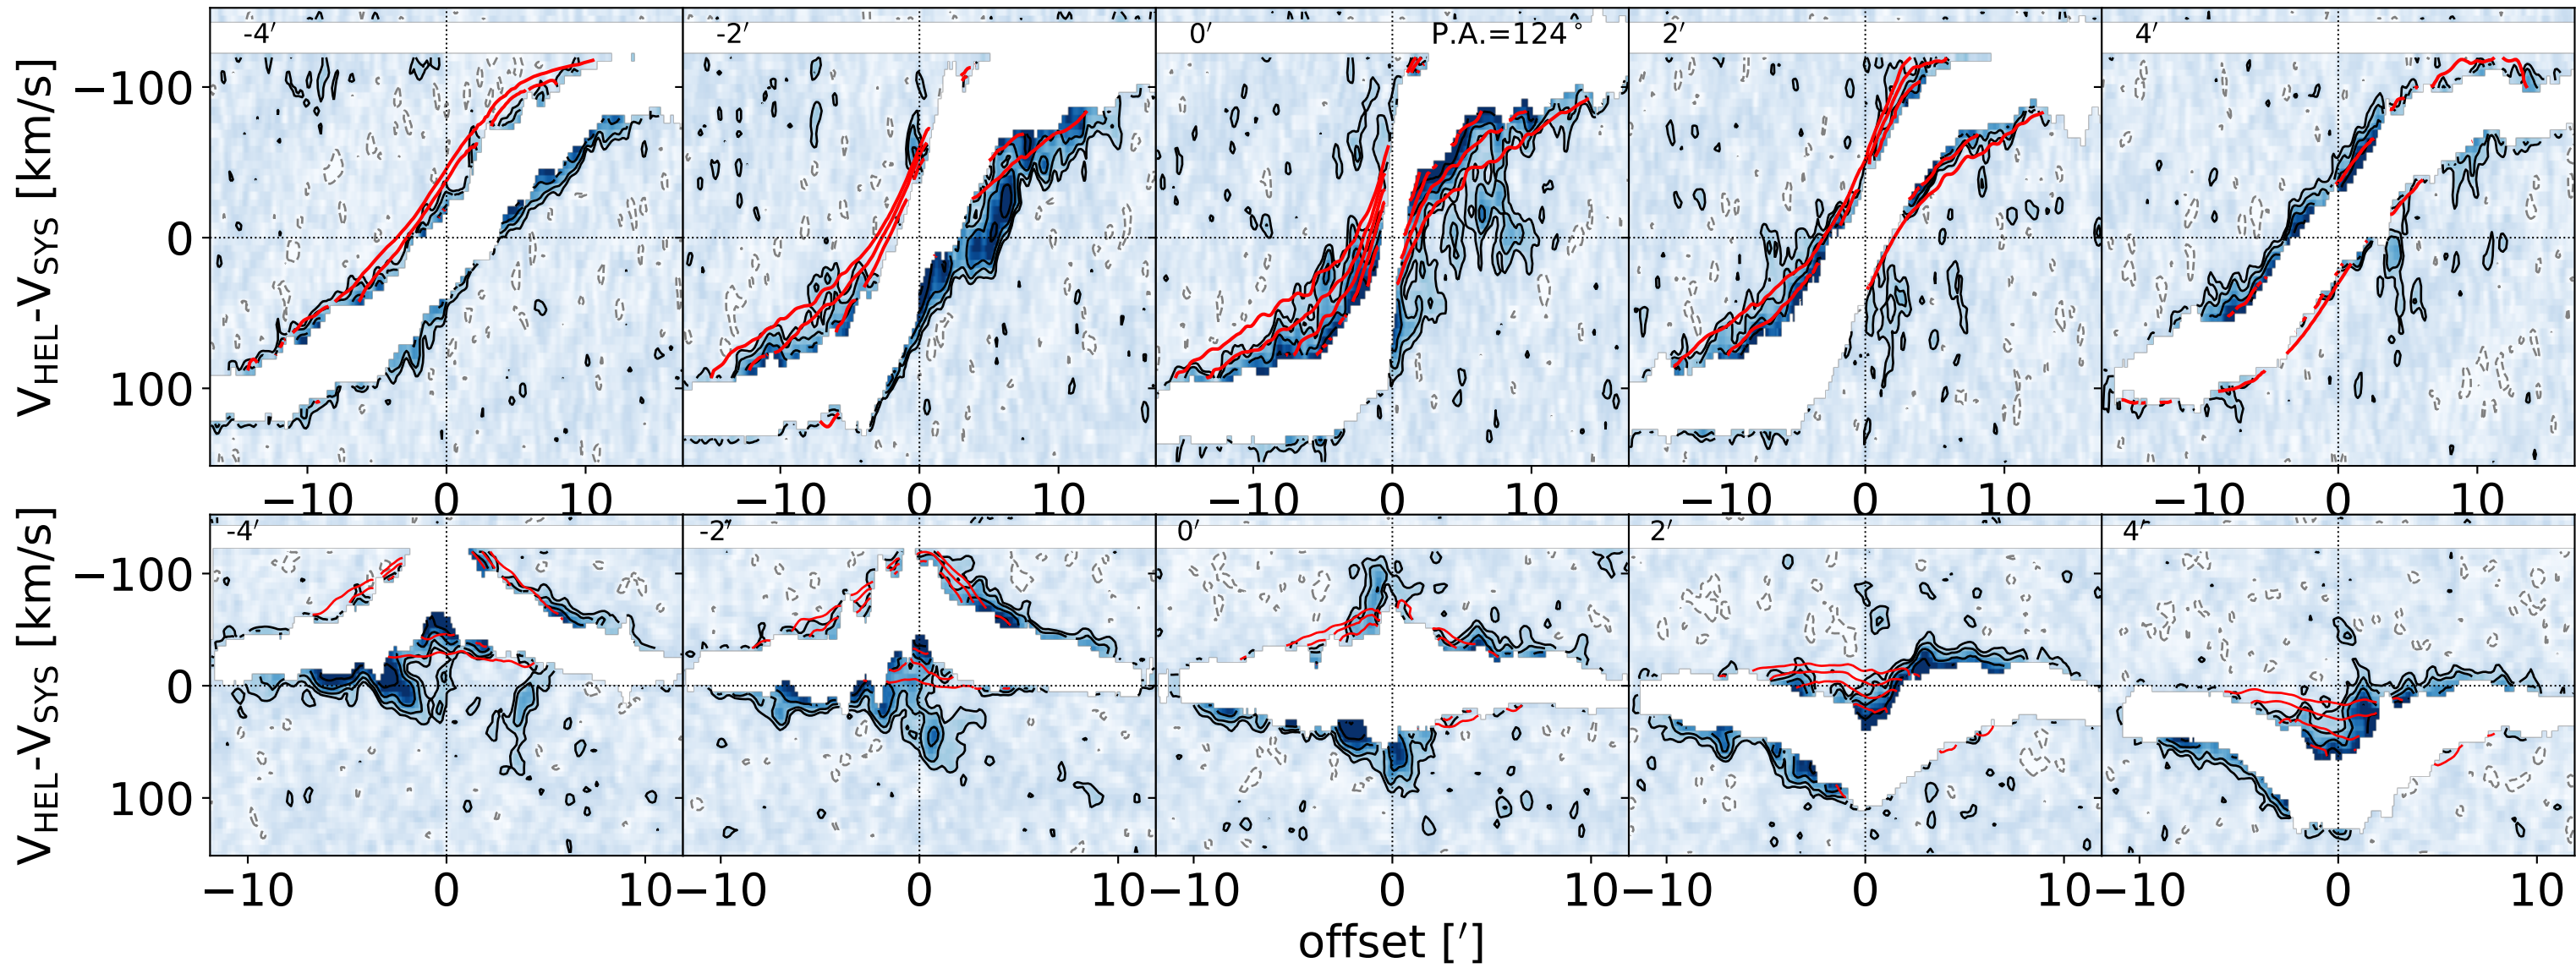 -4′ -2′ 0′ P.A.=124° 2′ 4′
V_HEL-V_SYS [km/s]
−100
0
100
−10 0 10 −10 0 10 −10 0 10 −10 0 10 −10 0 10
-4′ -2′ 0′ 2′ 4′
V_HEL-V_SYS [km/s]
−100
0
100
−10 0 10 −10 0 10 −10 0 10 −10 0 10 −10 0 10
offset [′]